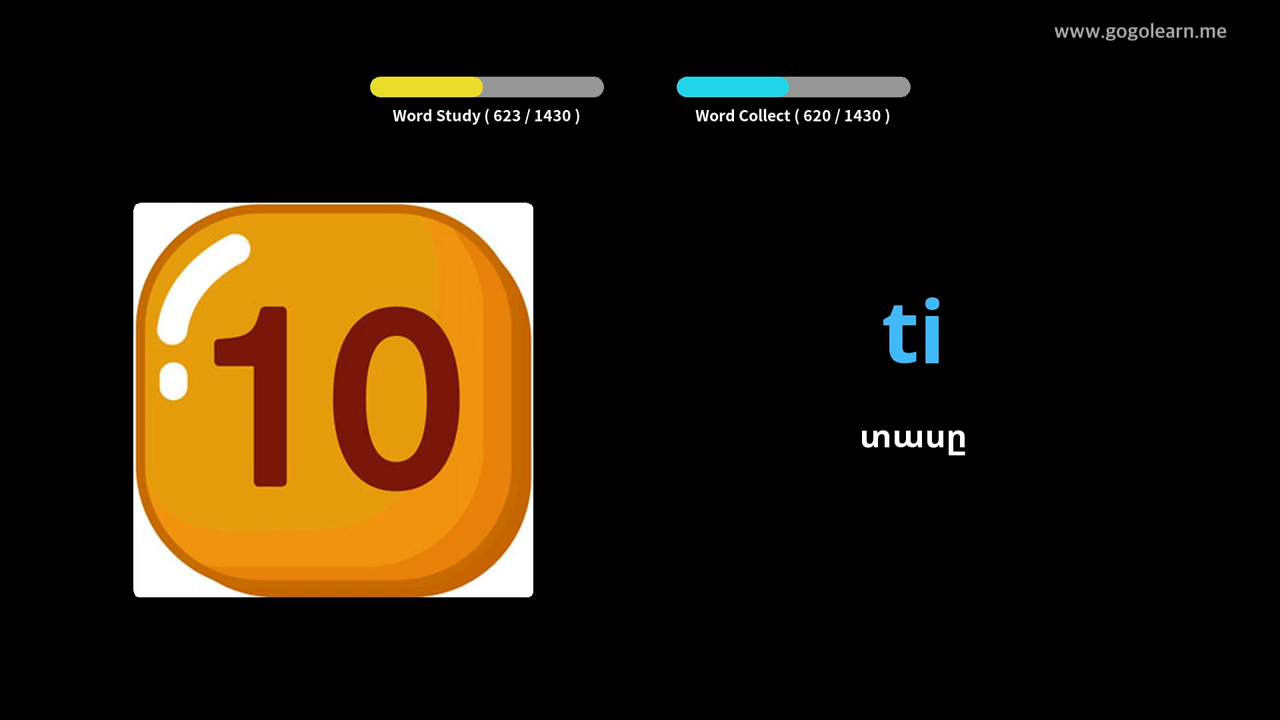 www.gogolearn.me
Word Study ( 623 / 1430 )
Word Collect ( 620 / 1430 )
10
ti
տասը